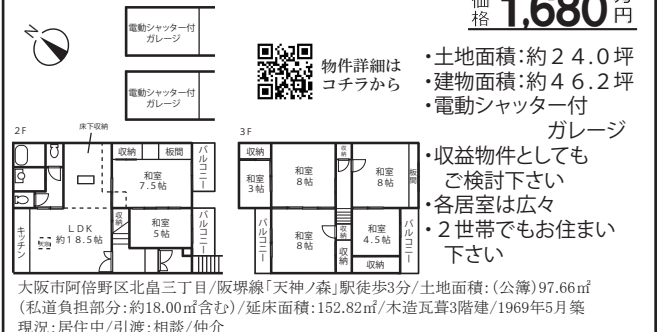 価格 1,680 万円
電動シャッター付
ガレージ
電動シャッター付
ガレージ
物件詳細は
コチラから
・土地面積:約24.0坪
・建物面積:約46.2坪
・電動シャッター付
ガレージ
・収益物件としても
ご検討下さい
・各居室は広々
・2世帯でもお住まい
下さい
2F
床下収納
収納
板間
バルコニー
和室
7.5帖
キッチン
LDK
約18.5帖
収納
和室
5帖
バルコニー
3F
収納
和室
3帖
和室
8帖
収納
和室
8帖
板間
バルコニー
和室
8帖
収納
収納
和室
4.5帖
収納
バルコニー
大阪市阿倍野区北畠三丁目/阪堺線「天神ノ森」駅徒歩3分/土地面積:(公簿)97.66㎡
(私道負担部分:約18.00㎡含む)/延床面積:152.82㎡/木造瓦葺3階建/1969年5月築
現況:居住中/引渡:相談/仲介